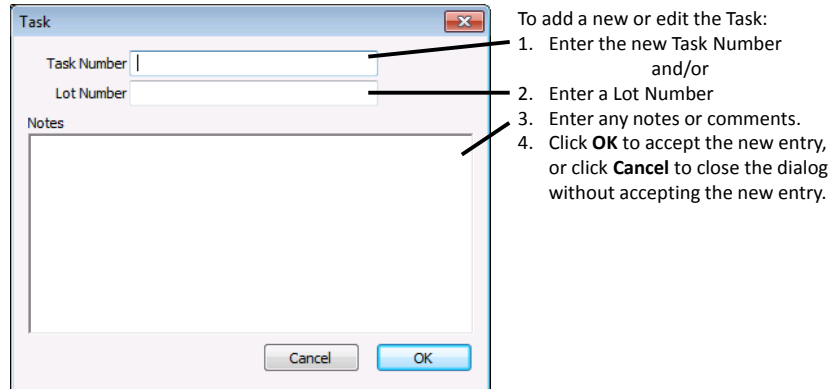 Task
Task Number
Lot Number
Notes
Cancel
OK
To add a new or edit the Task:
1. Enter the new Task Number
and/or
2. Enter a Lot Number
3. Enter any notes or comments.
4. Click OK to accept the new entry,
or click Cancel to close the dialog
without accepting the new entry.